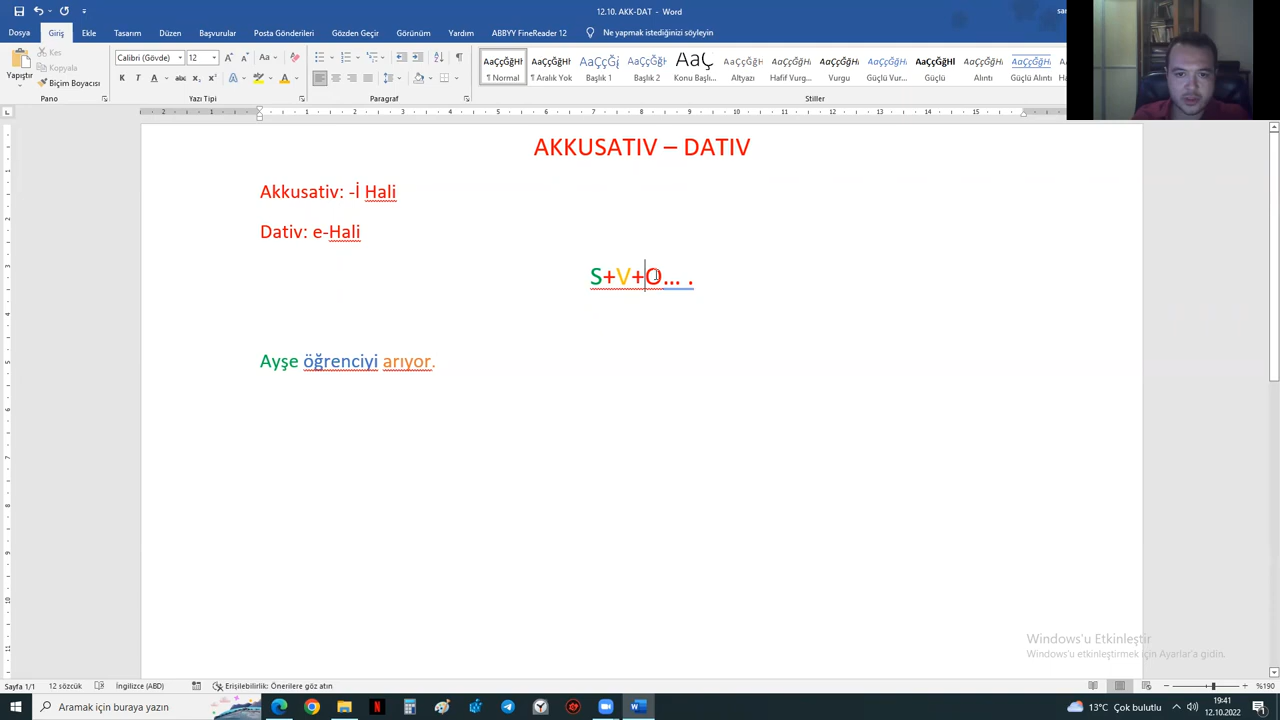 12.10. AKK-DAT - Word
Dosya Giriş Ekle Tasarım Düzen Başvurular Posta Gönderileri Gözden Geçir Görünüm Yardım ABBYY FineReader 12 Ne yapmak istediğinizi söyleyin
Yapıştır
Kes
Kopyala
Biçim Boyacısı
Pano
Calibri (Gövde) 12
Yazı Tipi
Paragraf
¶ Normal ¶ Aralık Yok Başlık 1 Başlık 2 Konu Başlı... Altyazı Hafif Vurg... Vurgu Güçlü Vur... Güçlü Alıntı Güçlü Alıntı
Stiller
AKKUSATIV – DATIV
Akkusativ: -İ Hali
Dativ: e-Hali
S+V+O... .
Ayşe öğrenciyi arıyor.
Windows'u Etkinleştir
Windows'u etkinleştirmek için Ayarlar'a gidin.
Sayfa 1/1 12 sözcük İngilizce (ABD) Erişilebilirlik: Önerilere göz atın %190
Aramak için buraya yazın
13°C Çok bulutlu
19:41
12.10.2022